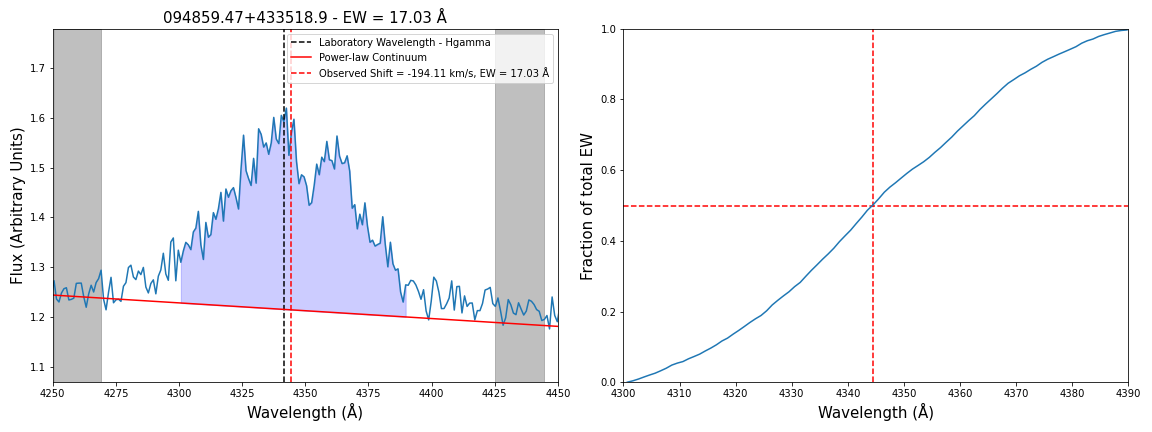 094859.47+433518.9 - EW = 17.03 Å
Laboratory Wavelength - Hgamma
Power-law Continuum
Observed Shift = -194.11 km/s, EW = 17.03 Å
Flux (Arbitrary Units)
1.7
1.6
1.5
1.4
1.3
1.2
1.1
4250 4275 4300 4325 4350 4375 4400 4425 4450
Wavelength (Å)
Fraction of total EW
1.0
0.8
0.6
0.4
0.2
0.0
4300 4310 4320 4330 4340 4350 4360 4370 4380 4390
Wavelength (Å)